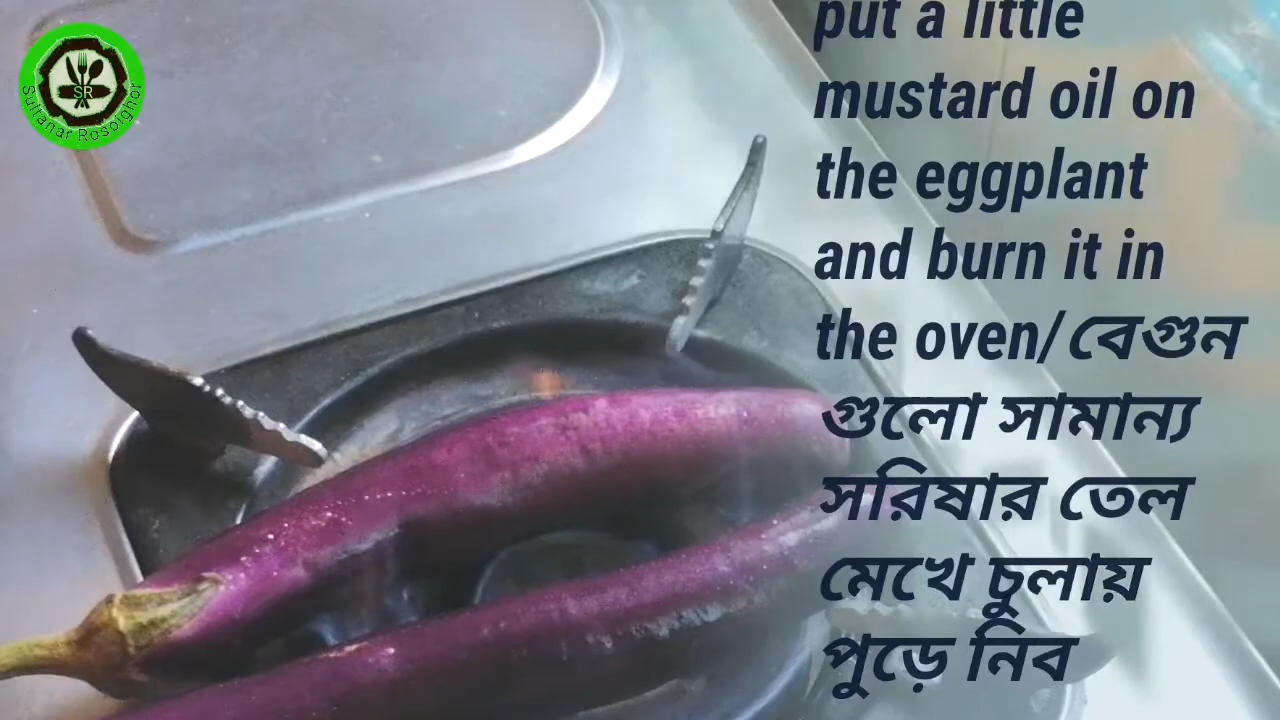 SR
Sultanar Rosoighor
put a little
mustard oil on
the eggplant
and burn it in
the oven/বেগুন
গুলো সামান্য
সরিষার তেল
মেখে চুলায়
পুড়ে নিব